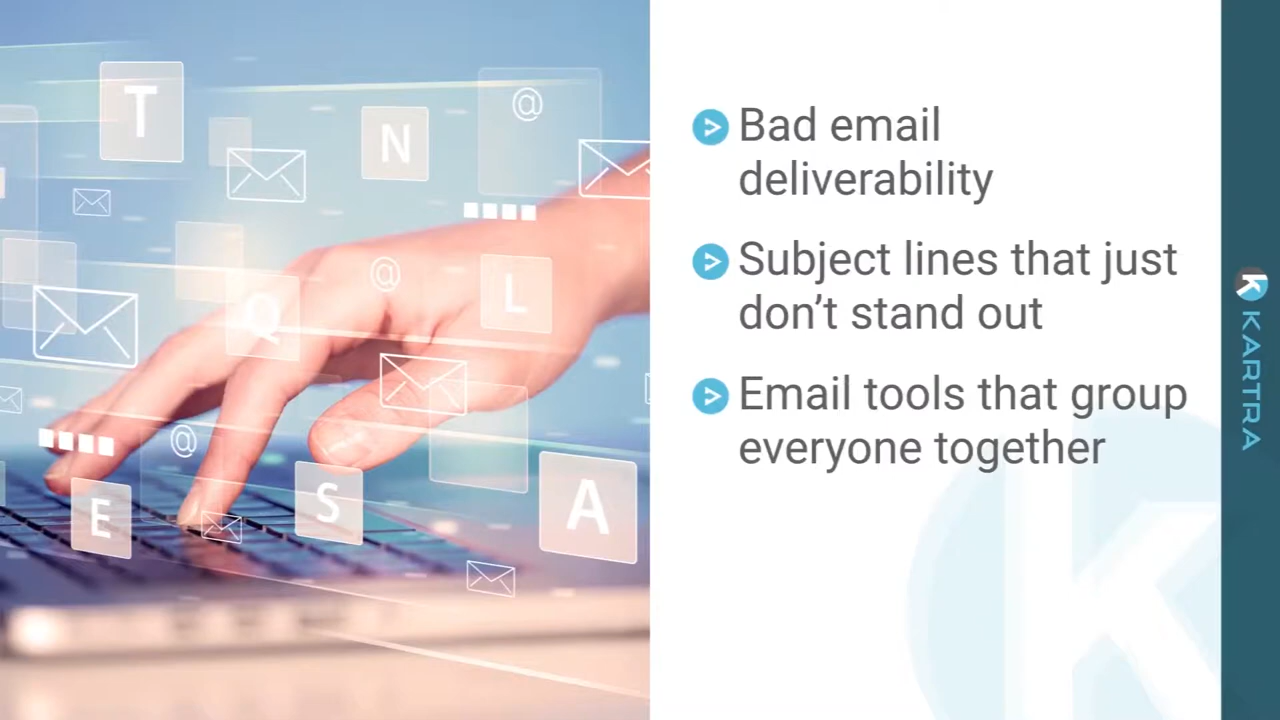 T
N
@
@
Q
L
@
E
S
A
Bad email
deliverability
Subject lines that just
don’t stand out
Email tools that group
everyone together
K KARTRA
K